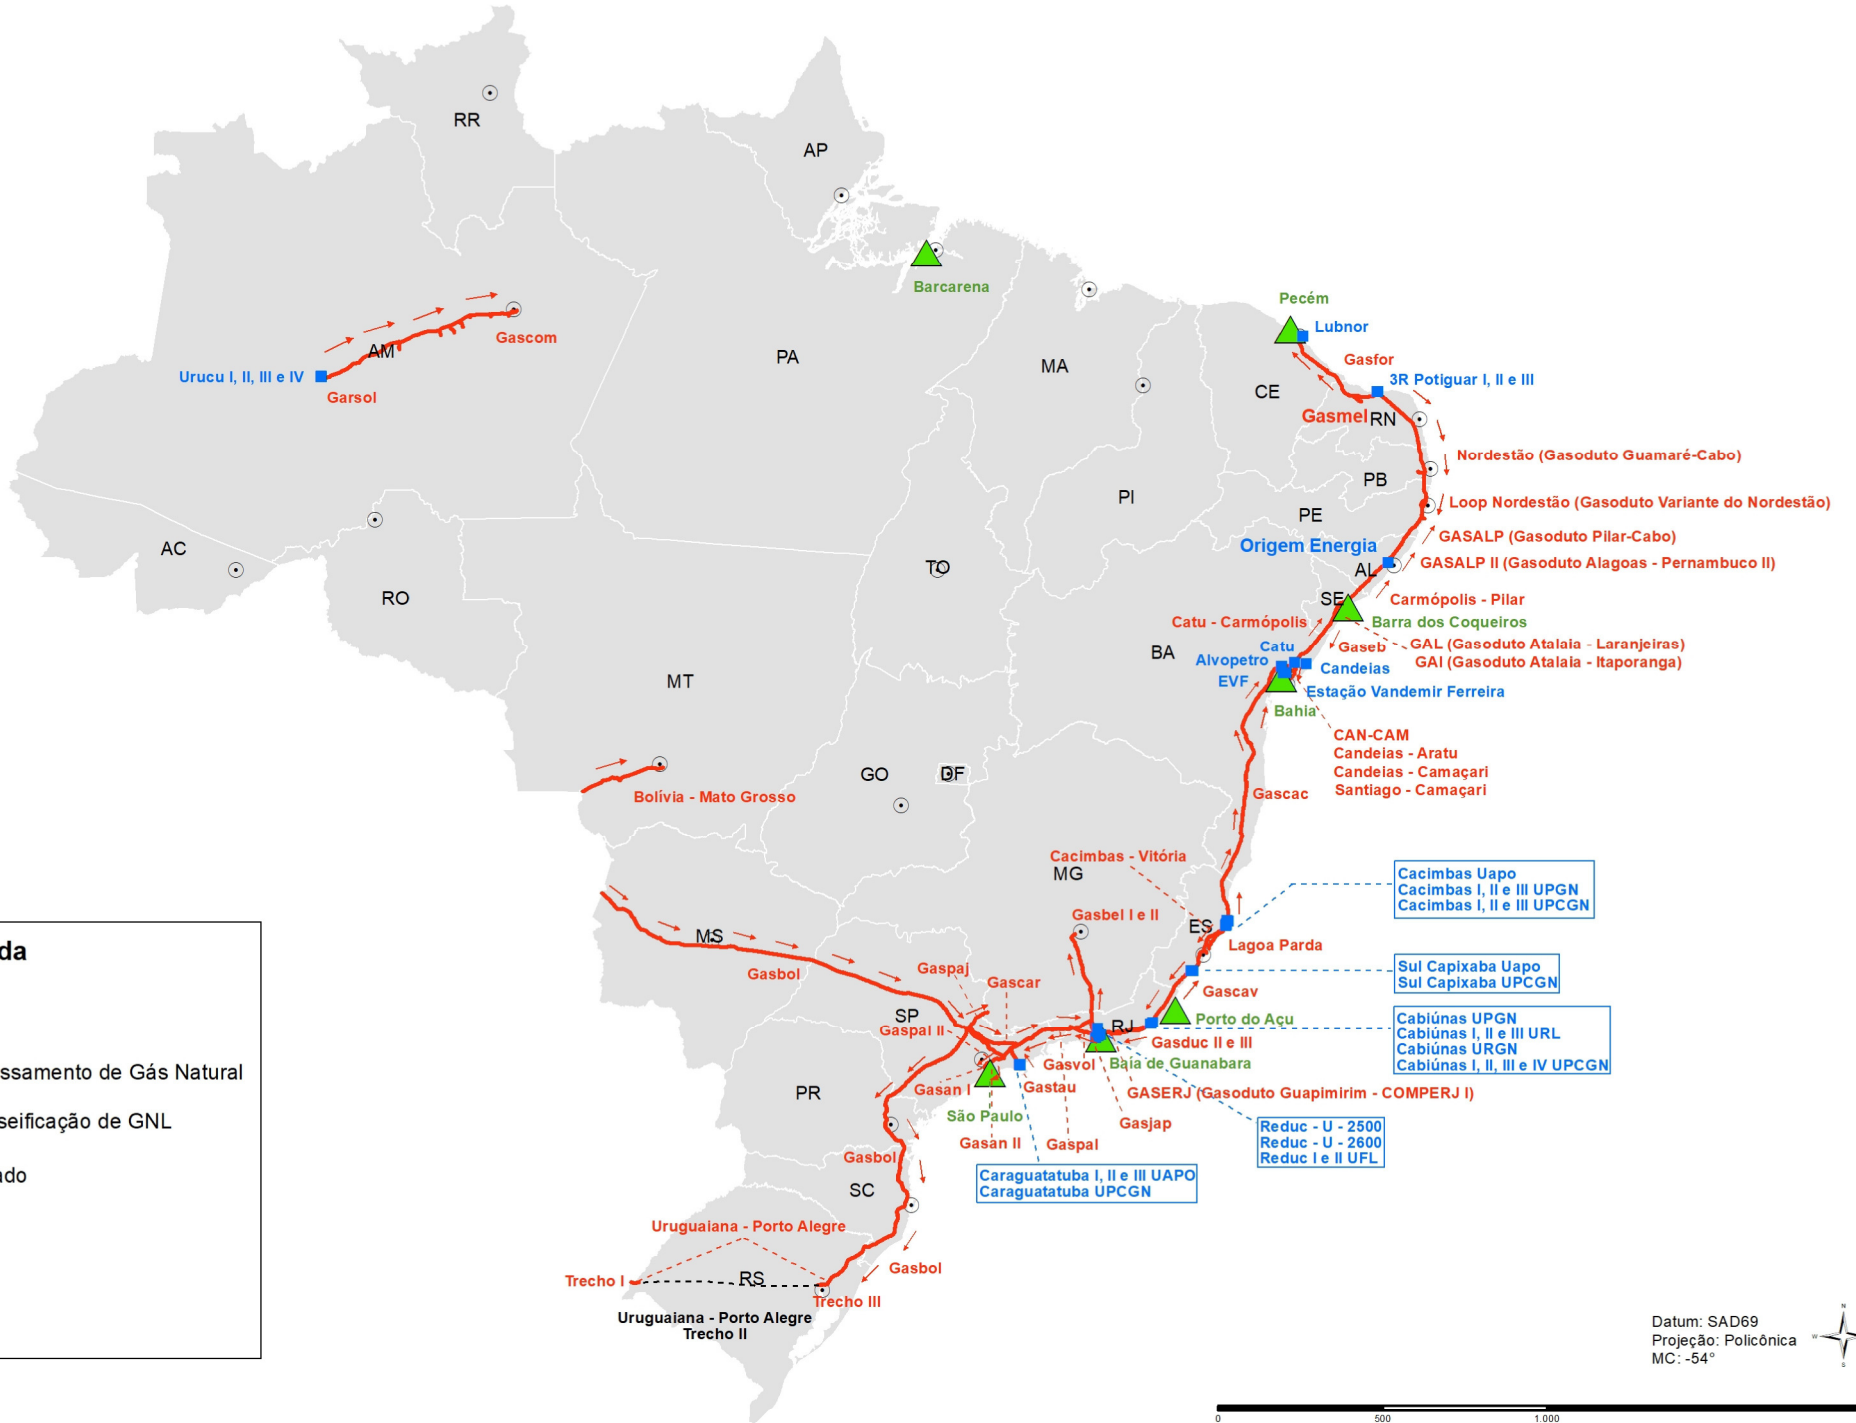 RR
AP
Barcarena
Pecém
Lubnor
Gascom
AM
PA
MA
Gasfor
Urucu I, II, III e IV
Garsol
3R Potiguar I, II e III
CE
Gasmel
RN
Nordestão (Gasoduto Guamaré-Cabo)
PB
PI
Loop Nordestão (Gasoduto Variante do Nordestão)
PE
GASALP (Gasoduto Pilar-Cabo)
Origem Energia
AC
GASALP II (Gasoduto Alagoas - Pernambuco II)
AL
TO
RO
SE
Carmópolis - Pilar
Catu - Carmópolis
Barra dos Coqueiros
BA
Catu
Gaseb
GAL (Gasoduto Atalaia - Laranjeiras)
Alvopetro
GAI (Gasoduto Atalaia - Itaporanga)
Candeias
MT
EVF
Estação Vandemir Ferreira
Bahia
CAN-CAM
Candeias - Aratu
Candeias - Camaçari
Santiago - Camaçari
GO
DF
Bolívia - Mato Grosso
Gascac
Cacimbas - Vitória
MG
Cacimbas Uapo
Cacimbas I, II e III UPGN
Cacimbas I, II e III UPCGN
Gasbel I e II
ES
MS
Lagoa Parda
Gasbol
Gaspaj
Gascar
Sul Capixaba Uapo
Sul Capixaba UPCGN
Gascav
SP
Gaspal II
RJ
Porto do Açu
Cabiúnas UPGN
Cabiúnas I, II e III URL
Cabiúnas URGN
Cabiúnas I, II, III e IV UPCGN
Gasduc II e III
Gasvol
Baía de Guanabara
PR
Gasan I
Gastau
GASERJ (Gasoduto Guapimirim - COMPERJ I)
São Paulo
Gasjap
Gasan II
Gaspal
Reduc - U - 2500
Reduc - U - 2600
Reduc I e II UFL
Gasbol
Caraguatatuba I, II e III UAPO
Caraguatatuba UPCGN
SC
Uruguaiana - Porto Alegre
Gasbol
Trecho I
RS
Trecho III
Uruguaiana - Porto Alegre
Trecho II
da
ssamento de Gás Natural
seificação de GNL
ado
Datum: SAD69
Projeção: Policônica
MC: -54°
N
W
S
0 500 1.000